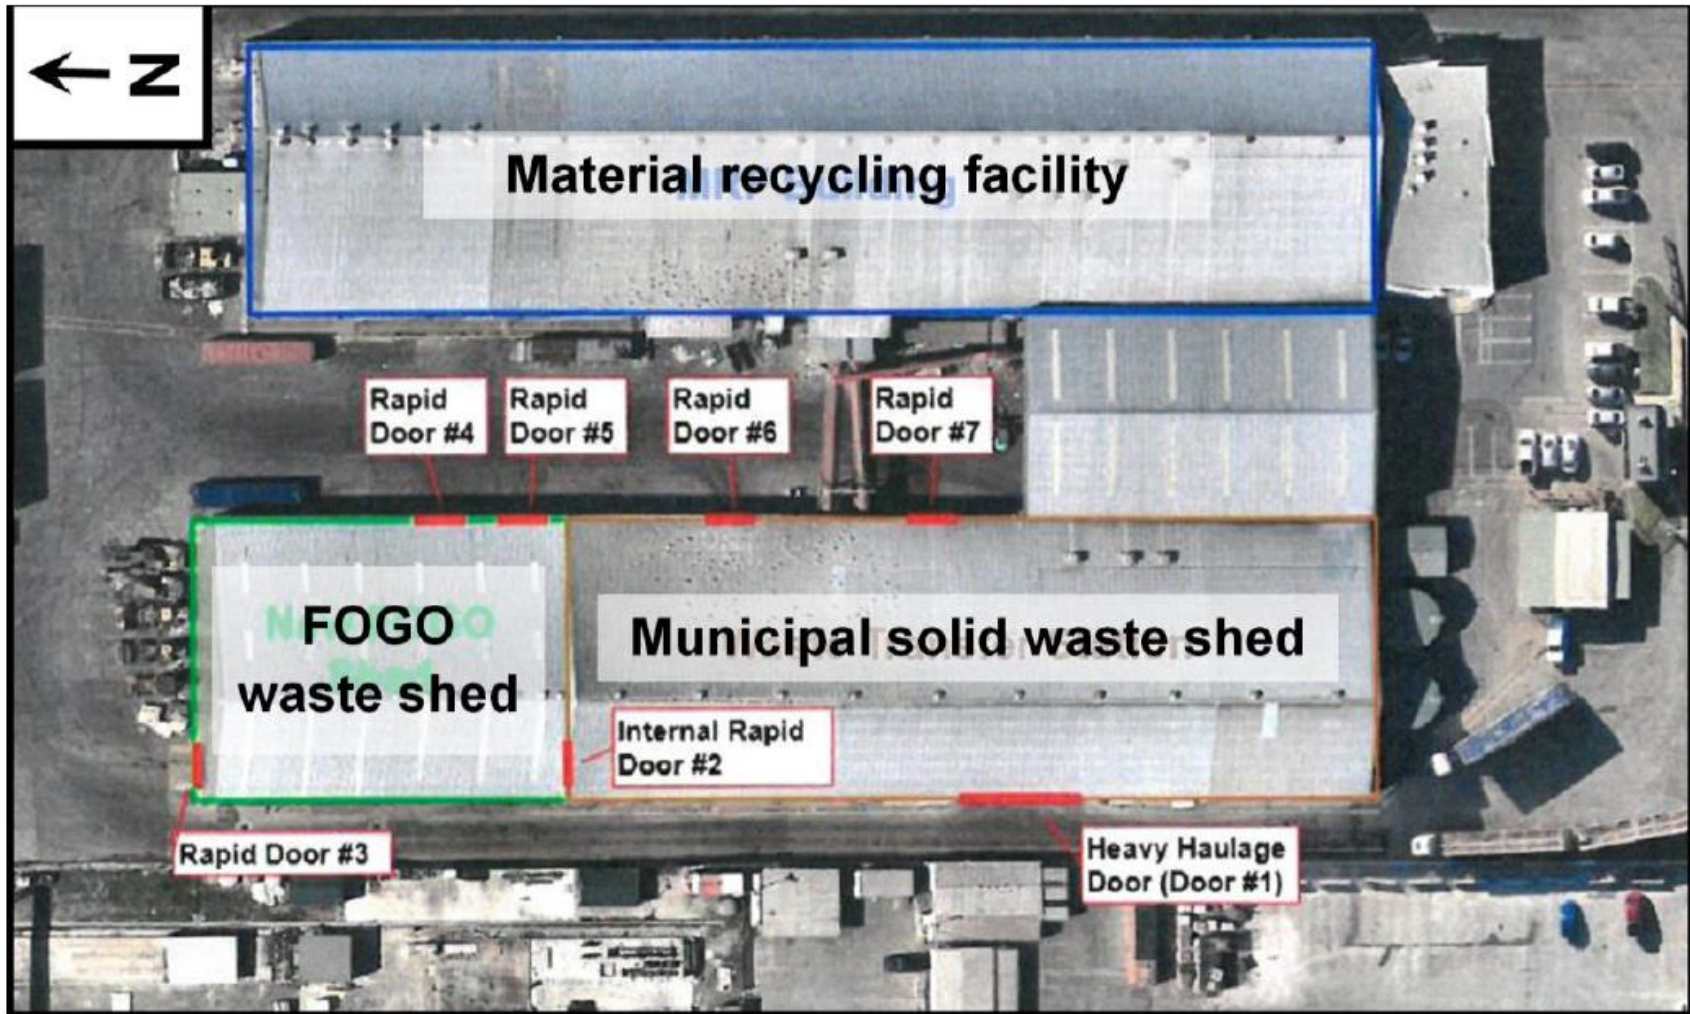 N
Material recycling facility
Rapid
Door #4
Rapid
Door #5
Rapid
Door #6
Rapid
Door #7
FOGO
waste shed
Municipal solid waste shed
Internal Rapid
Door #2
Rapid Door #3
Heavy Haulage
Door (Door #1)